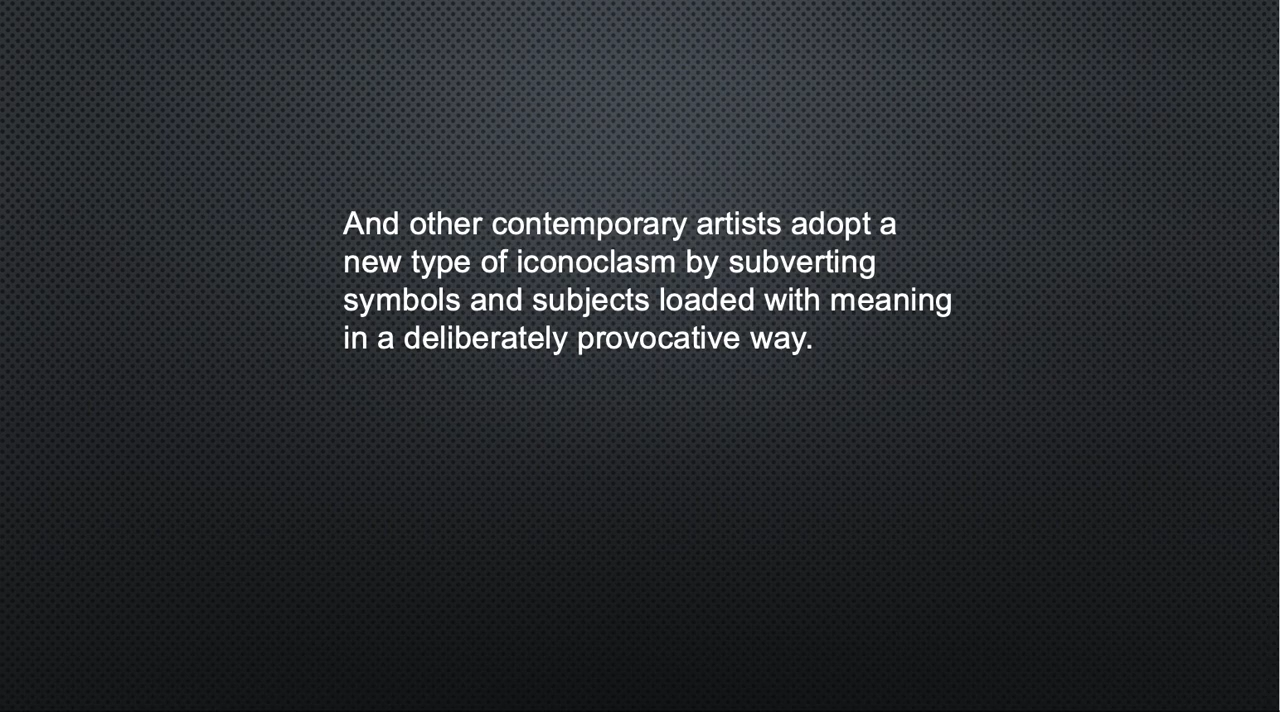 And other contemporary artists adopt a
new type of iconoclasm by subverting
symbols and subjects loaded with meaning
in a deliberately provocative way.